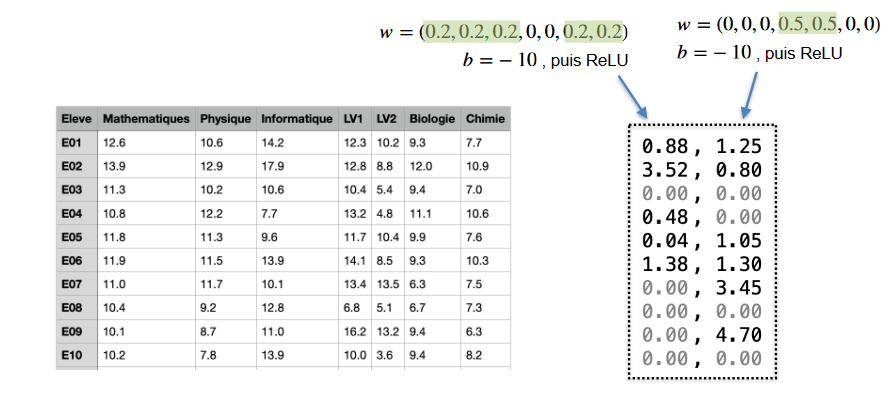 w = (0.2, 0.2, 0.2, 0, 0, 0.2, 0.2)
b = − 10 , puis ReLU
w = (0, 0, 0, 0.5, 0.5, 0, 0)
b = − 10 , puis ReLU
Eleve Mathematiques Physique Informatique LV1 LV2 Biologie Chimie
E01 12.6 10.6 14.2 12.3 10.2 9.3 7.7
E02 13.9 12.9 17.9 12.8 8.8 12.0 10.9
E03 11.3 10.2 10.6 10.4 5.4 9.4 7.0
E04 10.8 12.2 7.7 13.2 4.8 11.1 10.6
E05 11.8 11.3 9.6 11.7 10.4 9.9 7.6
E06 11.9 11.5 13.9 14.1 8.5 9.3 10.3
E07 11.0 11.7 10.1 13.4 13.5 6.3 7.5
E08 10.4 9.2 12.8 6.8 5.1 6.7 7.3
E09 10.1 8.7 11.0 16.2 13.2 9.4 6.3
E10 10.2 7.8 13.9 10.0 3.6 9.4 8.2
0.88, 1.25
3.52, 0.80
0.00, 0.00
0.48, 0.00
0.04, 1.05
1.38, 1.30
0.00, 3.45
0.00, 0.00
0.00, 4.70
0.00, 0.00